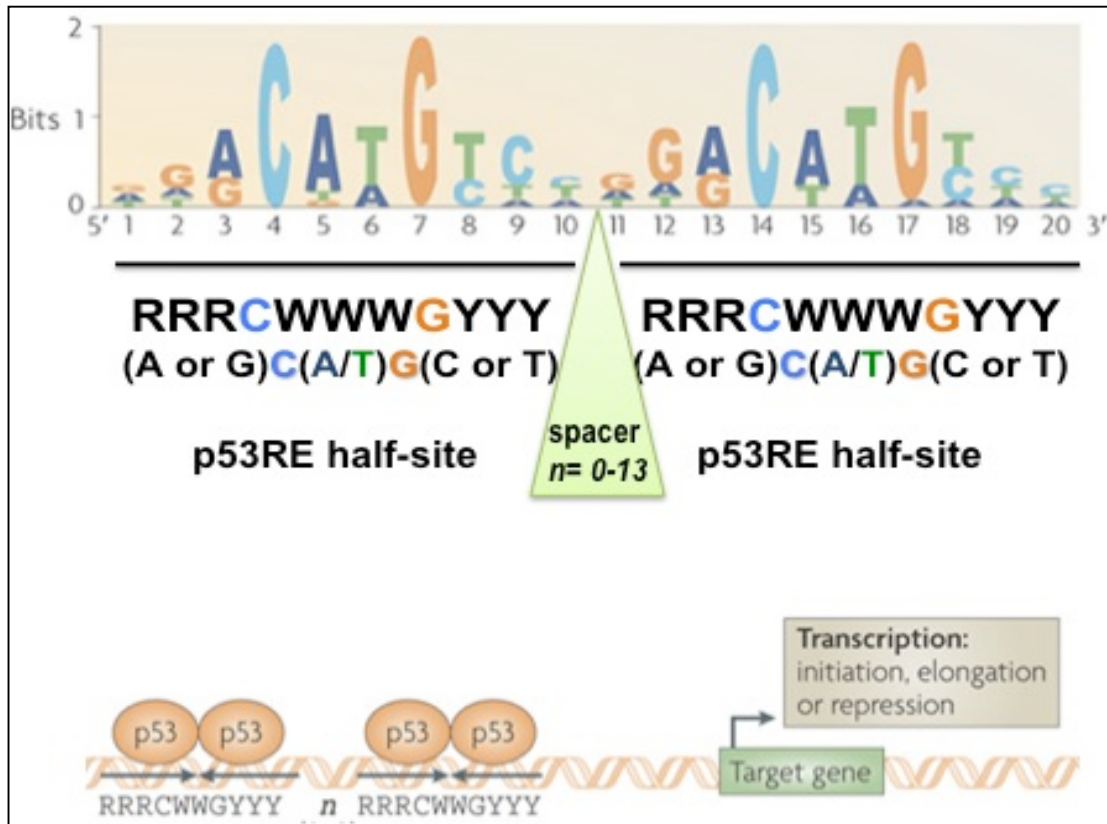 2
Bits 1
0
5' 1 2 3 4 5 6 7 8 9 10 11 12 13 14 15 16 17 18 19 20 3'
RRRCWWWGYYY RRRCWWWGYYY
(A or G)C(A/T)G(C or T) (A or G)C(A/T)G(C or T)
spacer
n= 0-13
p53RE half-site p53RE half-site
Transcription:
initiation, elongation
or repression
p53 p53 p53 p53
Target gene
RRRCWWGYYY n RRRCWWGYYY